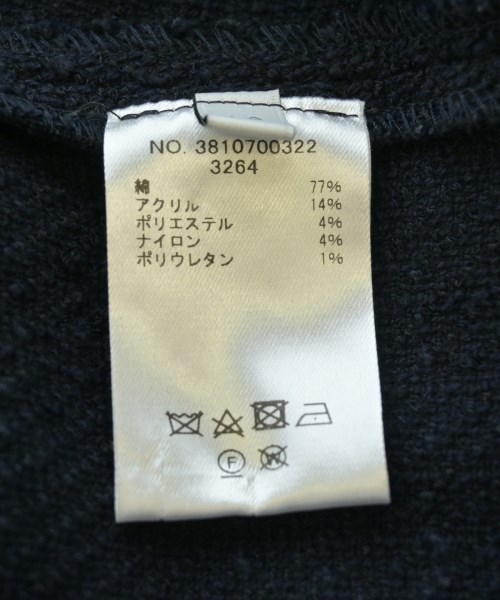 NO. 3810700322
3264
綿 77%
アクリル 14%
ポリエステル 4%
ナイロン 4%
ポリウレタン 1%
F W